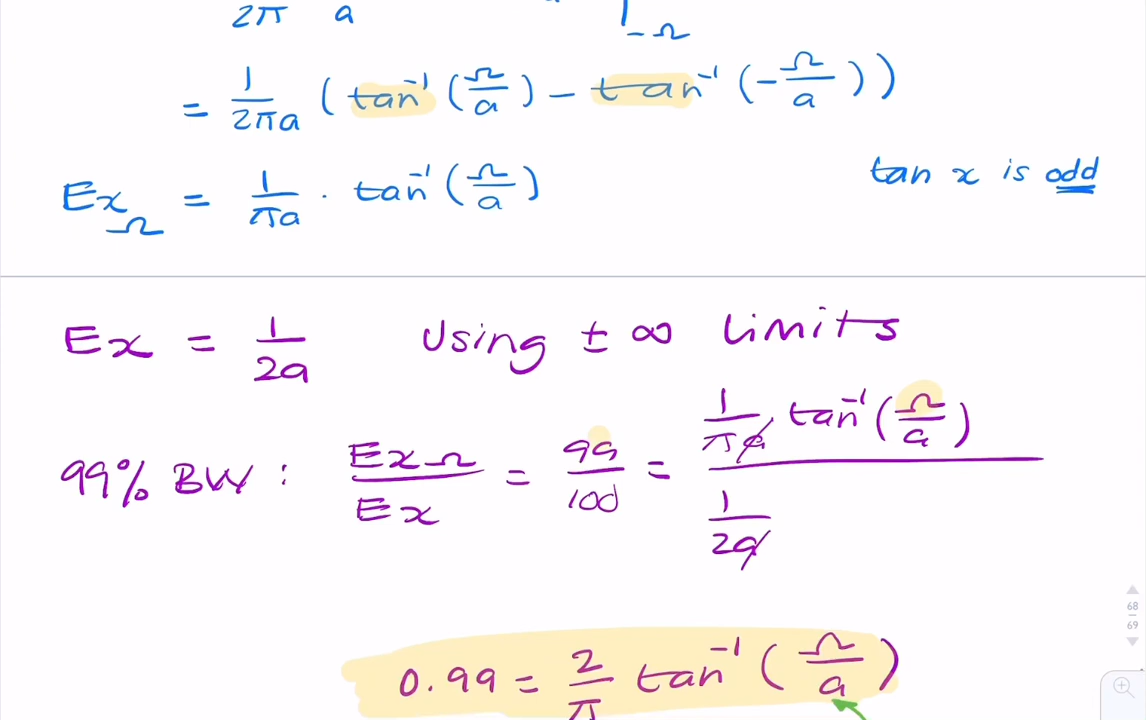 2π a
-Ω
= 1/2πa (tan⁻¹(Ω/a) - tan⁻¹(-Ω/a))
Ex_Ω = 1/πa · tan⁻¹(Ω/a) tan x is odd
Ex = 1/2a Using ± ∞ limits
99% BW: Ex_Ω/Ex = 99/100 = 1/πa tan⁻¹(Ω/a) / 1/2a
0.99 = 2/π tan⁻¹(Ω/a)
68
69